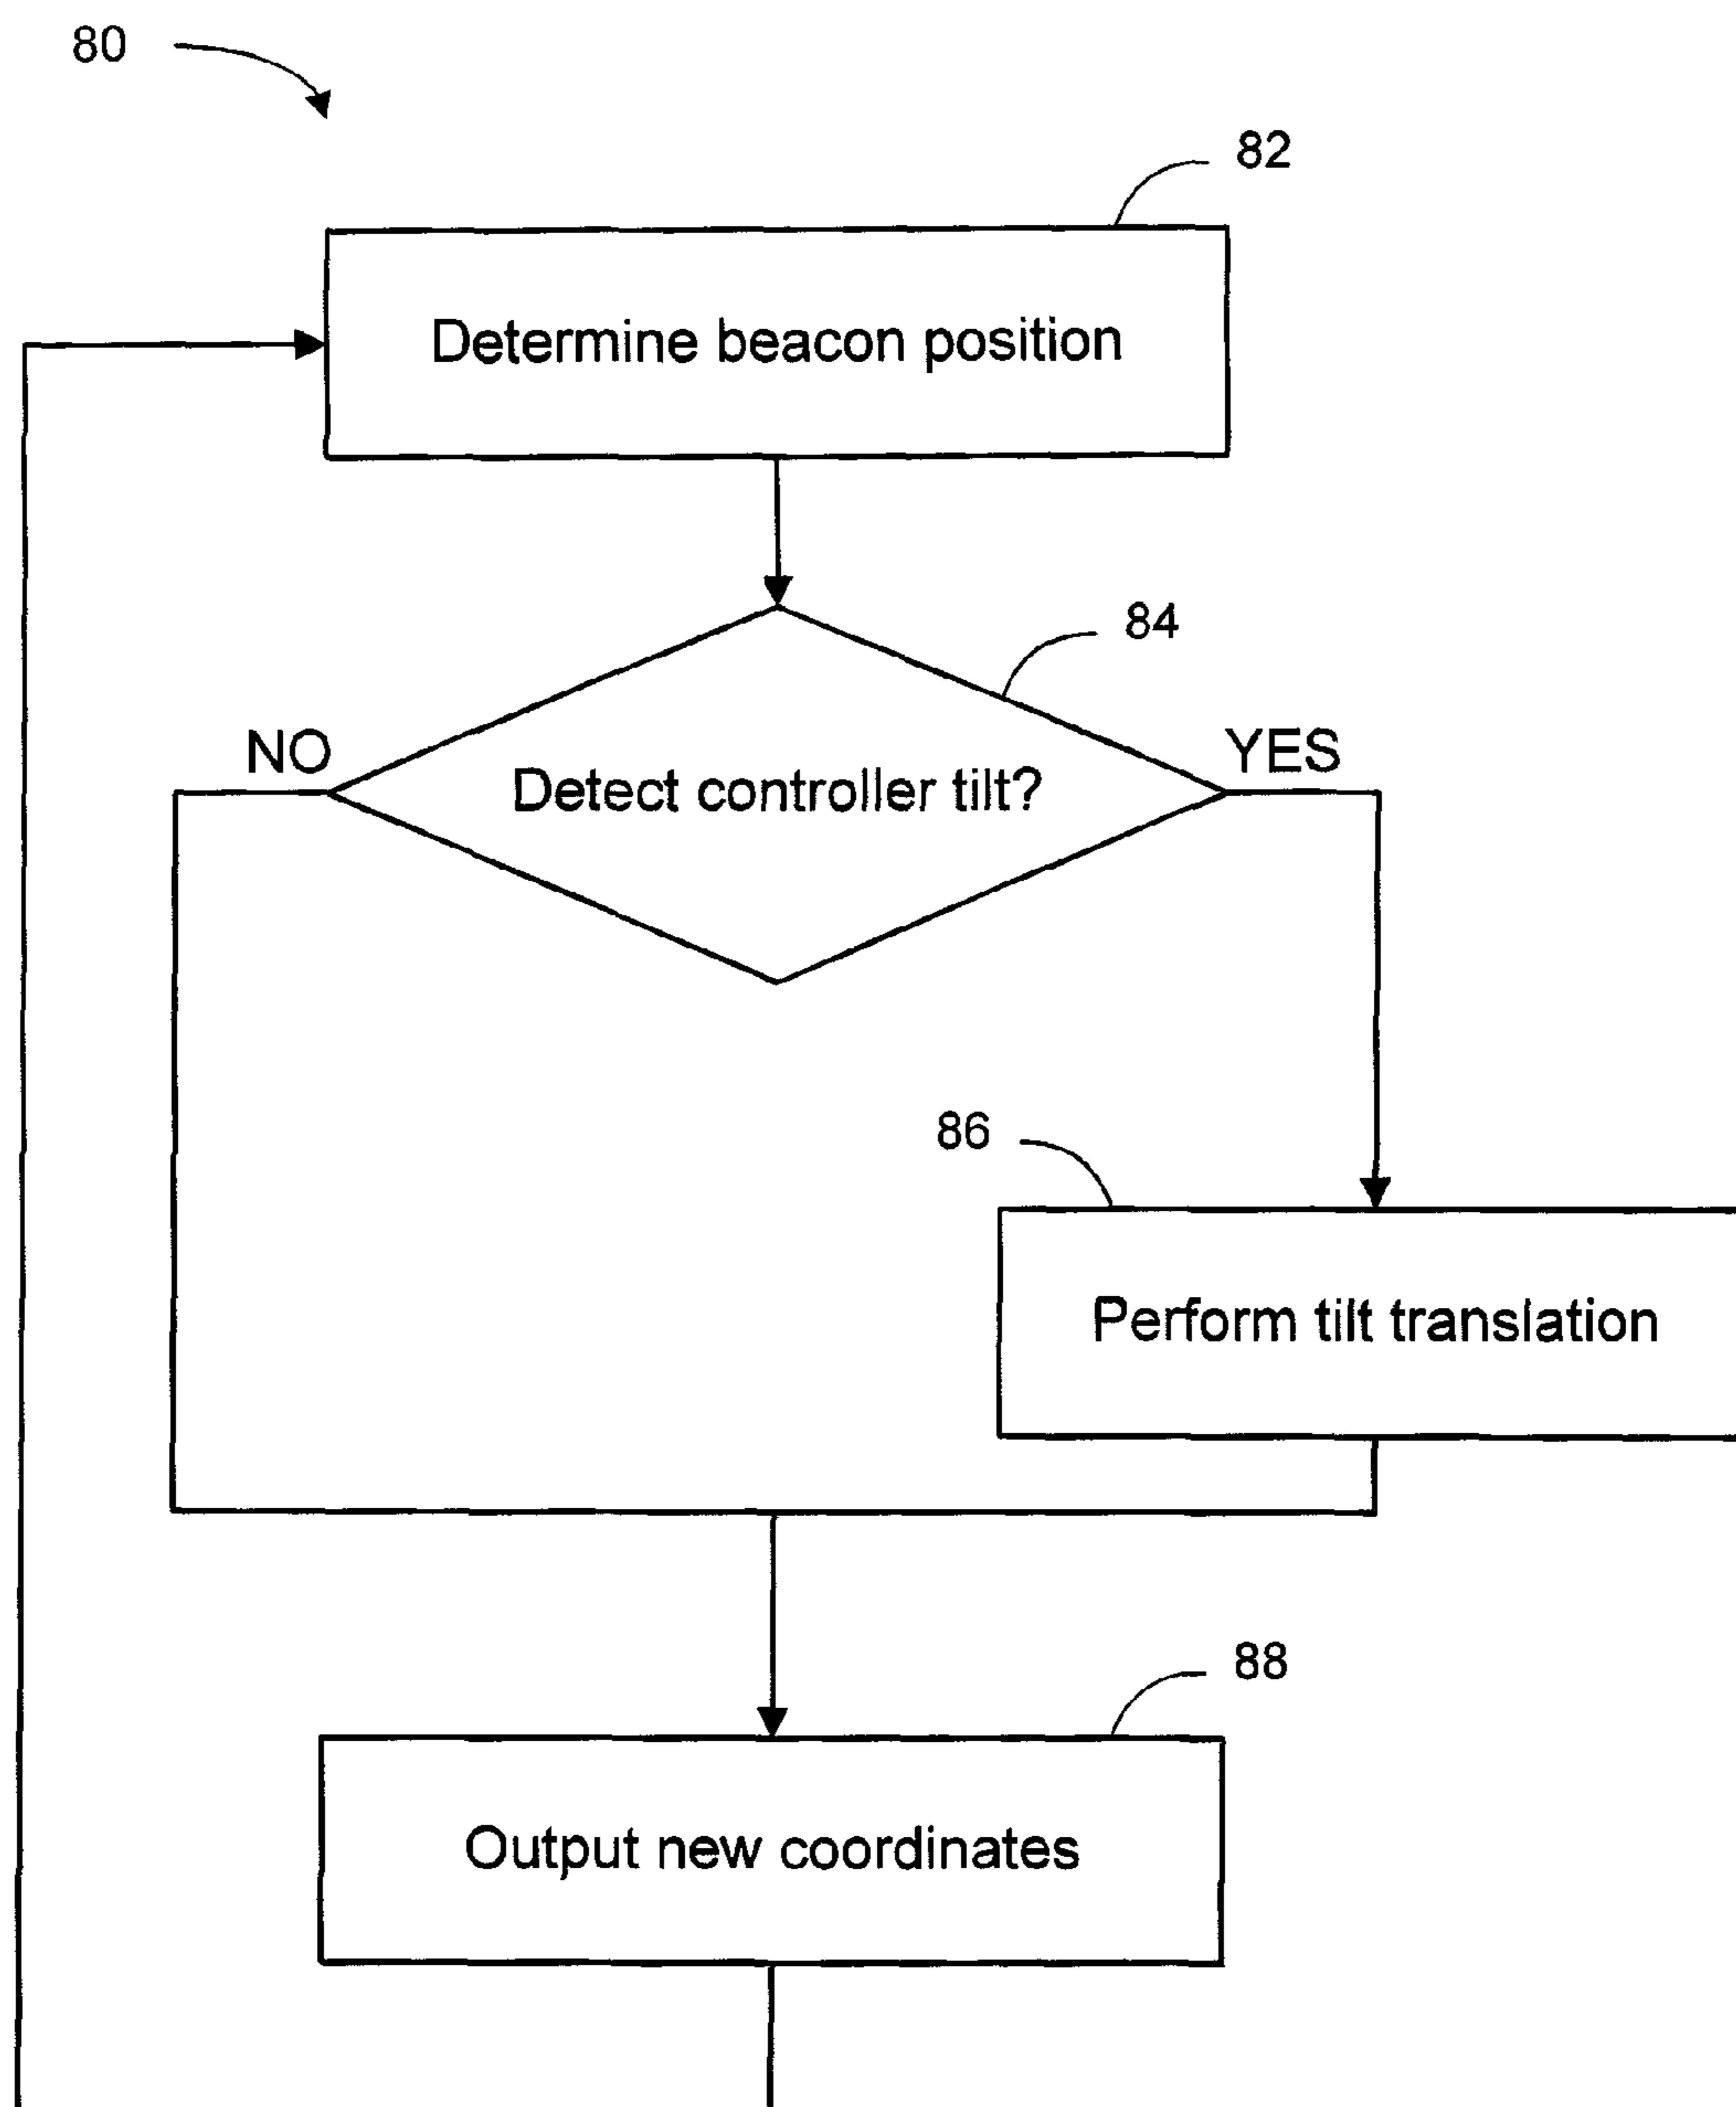 80
82
Determine beacon position
84
NO
YES
Detect controller tilt?
86
Perform tilt translation
88
Output new coordinates